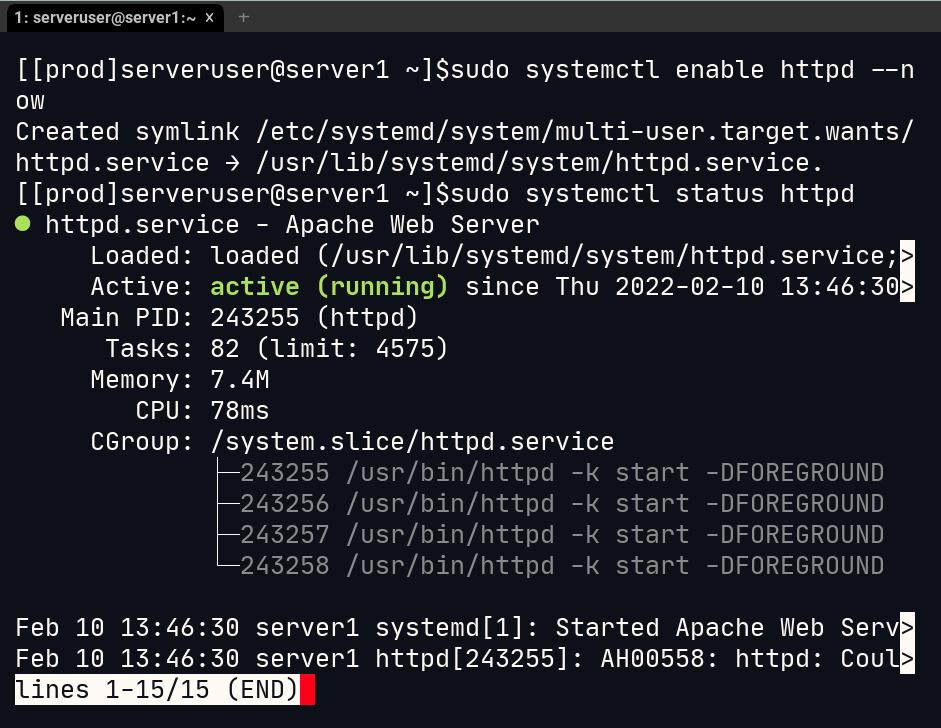 1: serveruser@server1:~ x +
[[prod]serveruser@server1 ~]$sudo systemctl enable httpd --n
ow
Created symlink /etc/systemd/system/multi-user.target.wants/
httpd.service → /usr/lib/systemd/system/httpd.service.
[[prod]serveruser@server1 ~]$sudo systemctl status httpd
● httpd.service - Apache Web Server
     Loaded: loaded (/usr/lib/systemd/system/httpd.service;>
     Active: active (running) since Thu 2022-02-10 13:46:30>
   Main PID: 243255 (httpd)
      Tasks: 82 (limit: 4575)
     Memory: 7.4M
        CPU: 78ms
     CGroup: /system.slice/httpd.service
             ├─243255 /usr/bin/httpd -k start -DFOREGROUND
             ├─243256 /usr/bin/httpd -k start -DFOREGROUND
             ├─243257 /usr/bin/httpd -k start -DFOREGROUND
             └─243258 /usr/bin/httpd -k start -DFOREGROUND
Feb 10 13:46:30 server1 systemd[1]: Started Apache Web Serv>
Feb 10 13:46:30 server1 httpd[243255]: AH00558: httpd: Coul>
lines 1-15/15 (END)